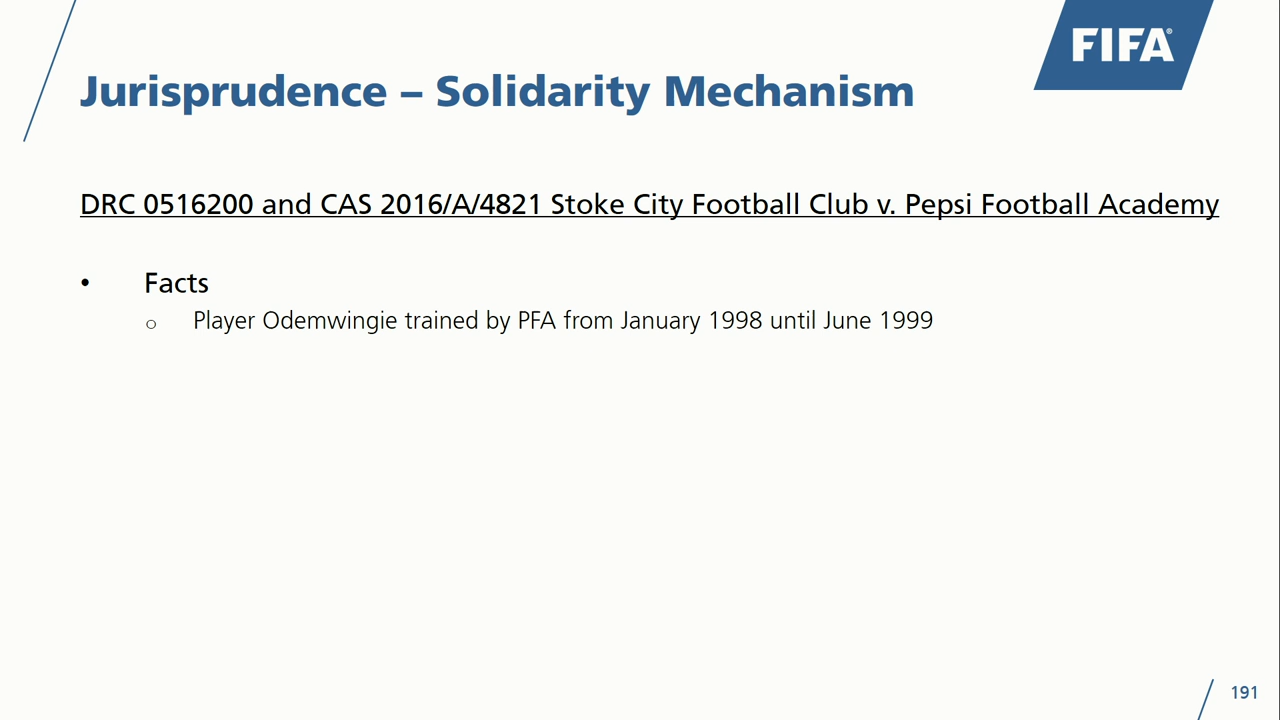 FIFA®
Jurisprudence – Solidarity Mechanism
DRC 0516200 and CAS 2016/A/4821 Stoke City Football Club v. Pepsi Football Academy
• Facts
o Player Odemwingie trained by PFA from January 1998 until June 1999
191